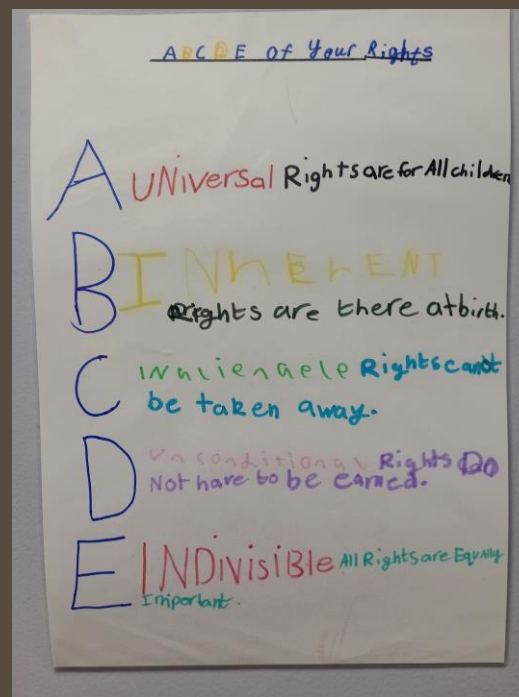 ABCDE of Your Rights
A UNiversal Rights are for All children
B INhErENT
Rights are there at birth.
C iNalienaele Rights cannot
be taken away.
D Unconditional Rights Do
Not have to be earned.
E INDivisiBle All Rights are Equally
Important.